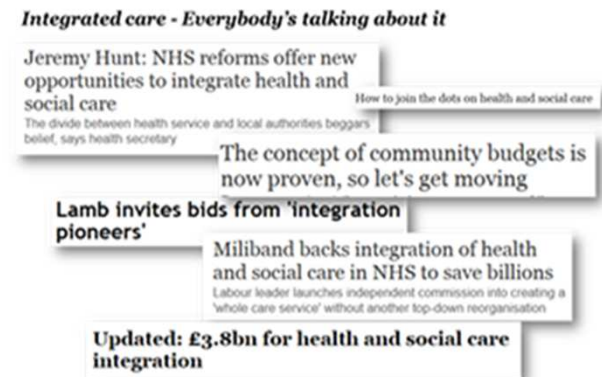 Integrated care - Everybody's talking about it
Jeremy Hunt: NHS reforms offer new
opportunities to integrate health and
social care
The divide between health service and local authorities beggars
belief, says health secretary
How to join the dots on health and social care
The concept of community budgets is
now proven, so let's get moving
Lamb invites bids from 'integration
pioneers'
Miliband backs integration of health
and social care in NHS to save billions
Labour leader launches independent commission into creating a
'whole care service' without another top-down reorganisation
Updated: £3.8bn for health and social care
integration